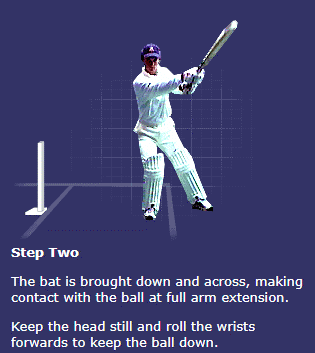 Step Two
The bat is brought down and across, making
contact with the ball at full arm extension.
Keep the head still and roll the wrists
forwards to keep the ball down.